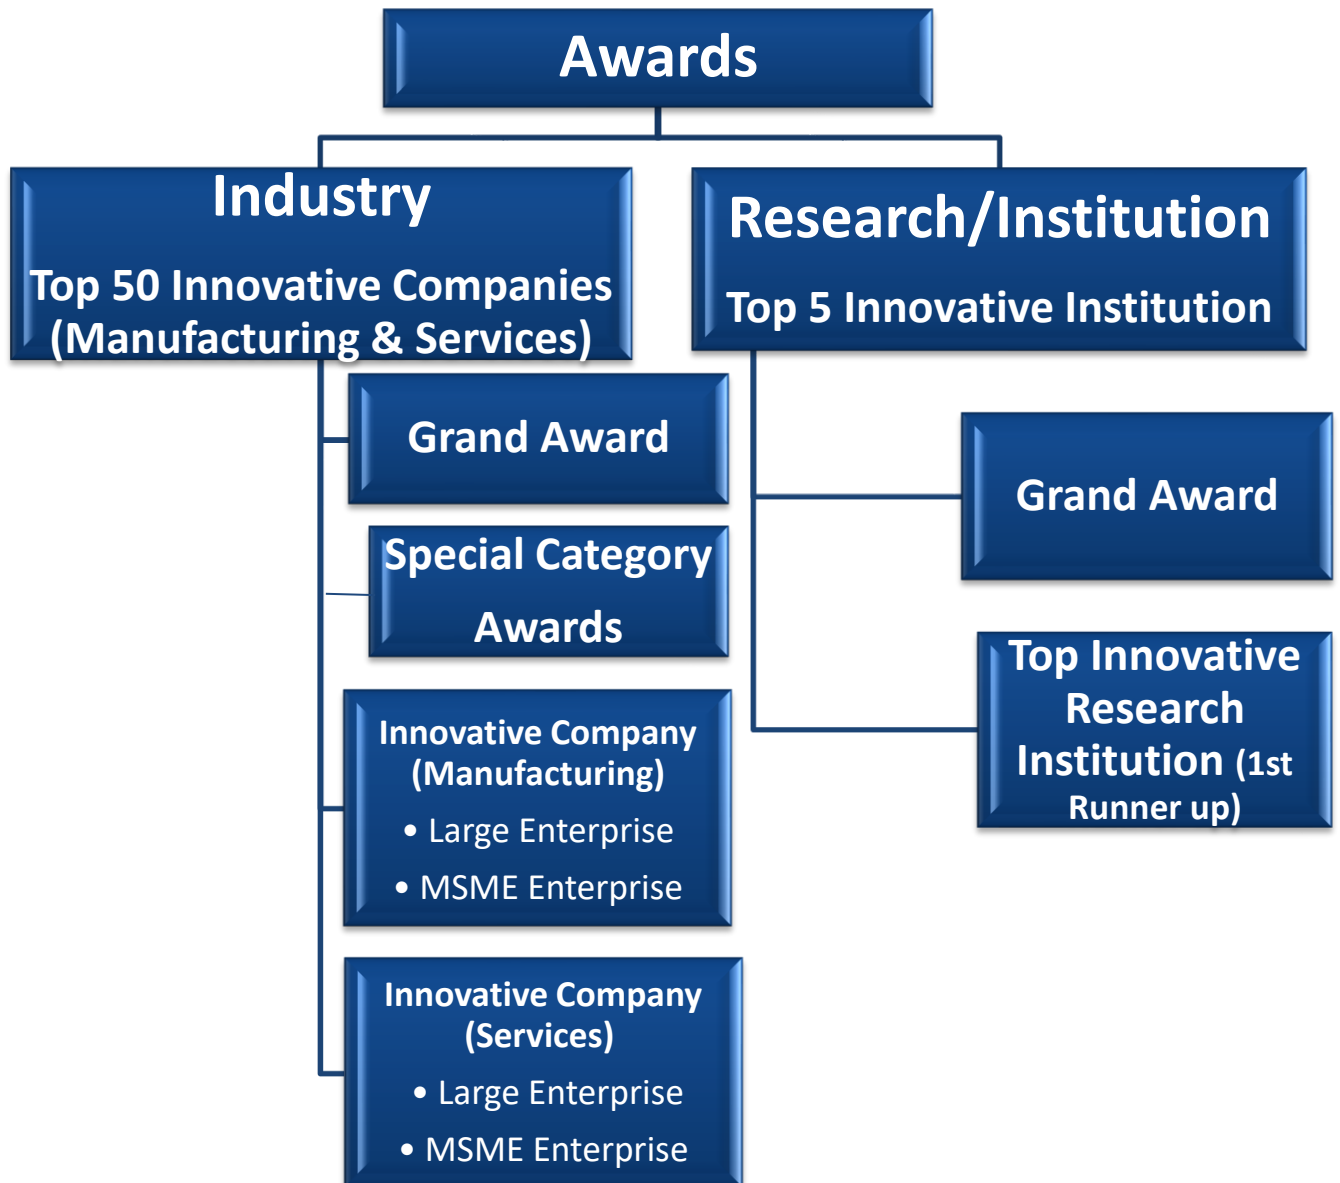 Awards
Industry
Top 50 Innovative Companies
(Manufacturing & Services)
Research/Institution
Top 5 Innovative Institution
Grand Award
Special Category
Awards
Innovative Company
(Manufacturing)
• Large Enterprise
• MSME Enterprise
Innovative Company
(Services)
• Large Enterprise
• MSME Enterprise
Grand Award
Top Innovative
Research
Institution (1st
Runner up)